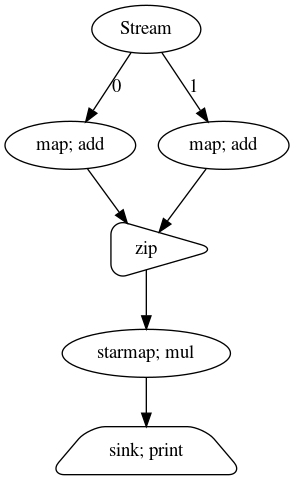 Stream
0
1
map; add
map; add
zip
starmap; mul
sink; print